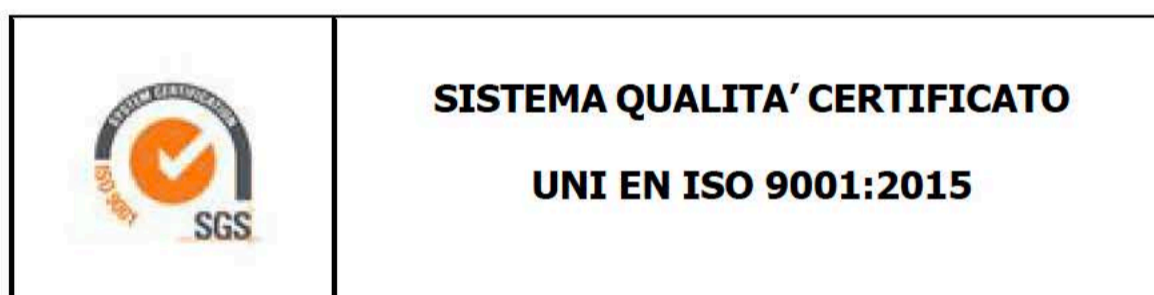 SYSTEM CERTIFICATION
ISO 9001
SGS
SISTEMA QUALITA’ CERTIFICATO
UNI EN ISO 9001:2015